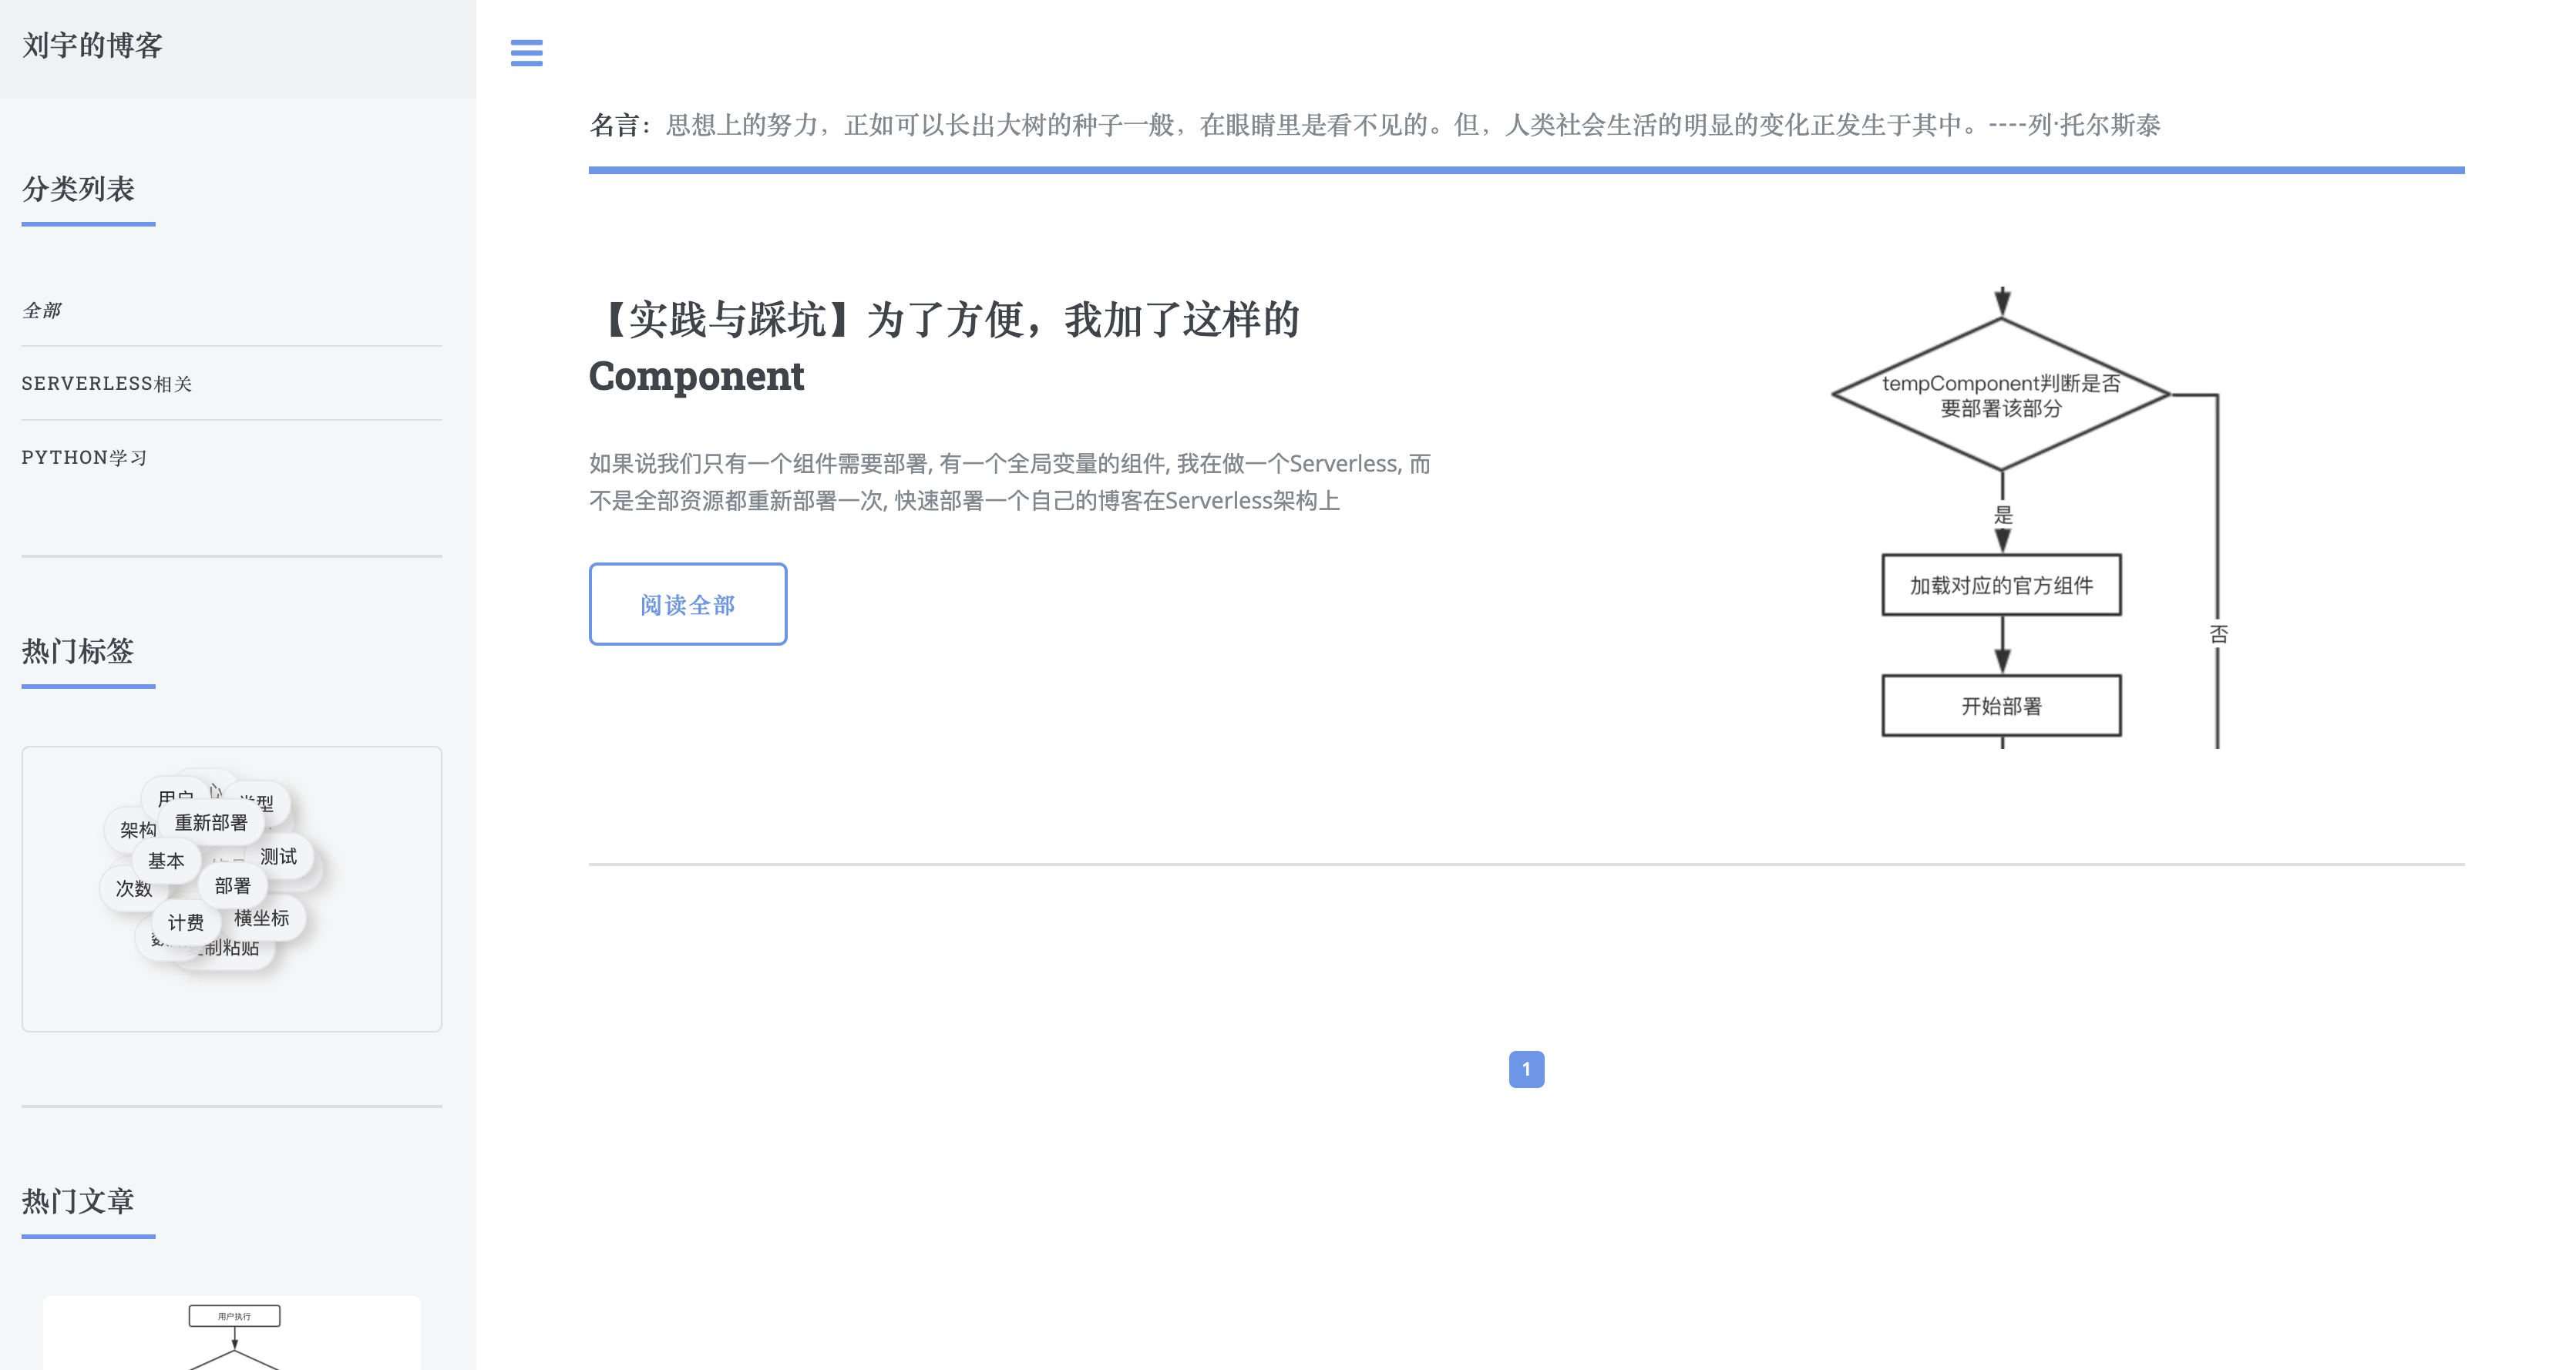 刘宇的博客
分类列表
全部
SERVERLESS相关
PYTHON学习
热门标签
用户
类型
架构
重新部署
基本
测试
次数
部署
计费
横坐标
制粘贴
热门文章
用户执行
名言：思想上的努力，正如可以长出大树的种子一般，在眼睛里是看不见的。但，人类社会生活的明显的变化正发生于其中。----列·托尔斯泰
【实践与踩坑】为了方便，我加了这样的
Component
如果说我们只有一个组件需要部署, 有一个全局变量的组件, 我在做一个Serverless, 而
不是全部资源都重新部署一次, 快速部署一个自己的博客在Serverless架构上
阅读全部
tempComponent判断是否
要部署该部分
是
加载对应的官方组件
否
开始部署
1